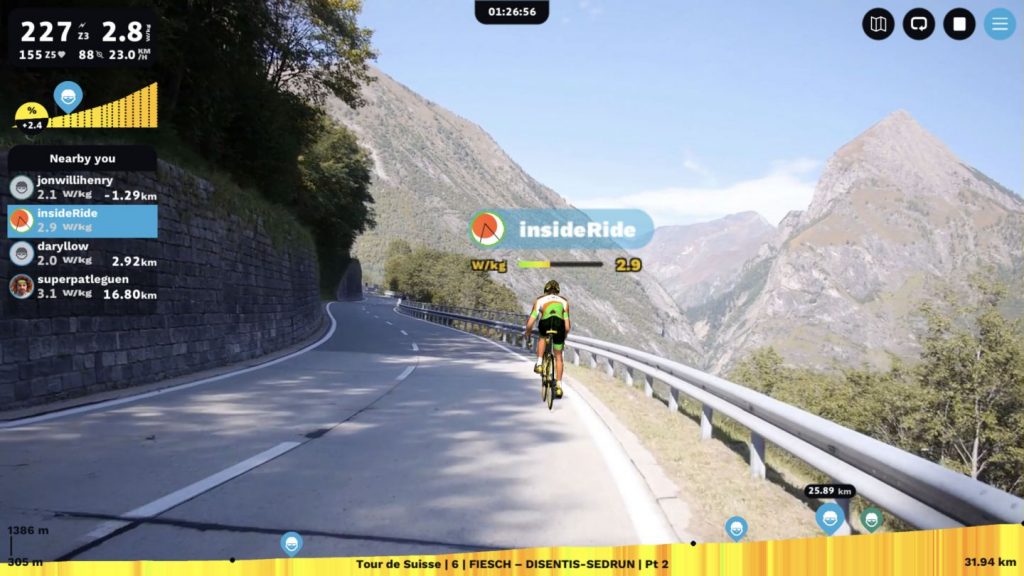 227 Z3 2.8 W/KG
155 Z5 88 23.0 KM/H
01:26:56
%
+2.4
Nearby you
jonwillihenry
2.1 W/kg -1.29km
insideRide
2.9 W/kg
daryllow
2.0 W/kg 2.92km
superpatleguen
3.1 W/kg 16.80km
insideRide
W/kg 2.9
25.89 km
1386 m
305 m
Tour de Suisse | 6 | FIESCH – DISENTIS-SEDRUN | Pt 2
31.94 km